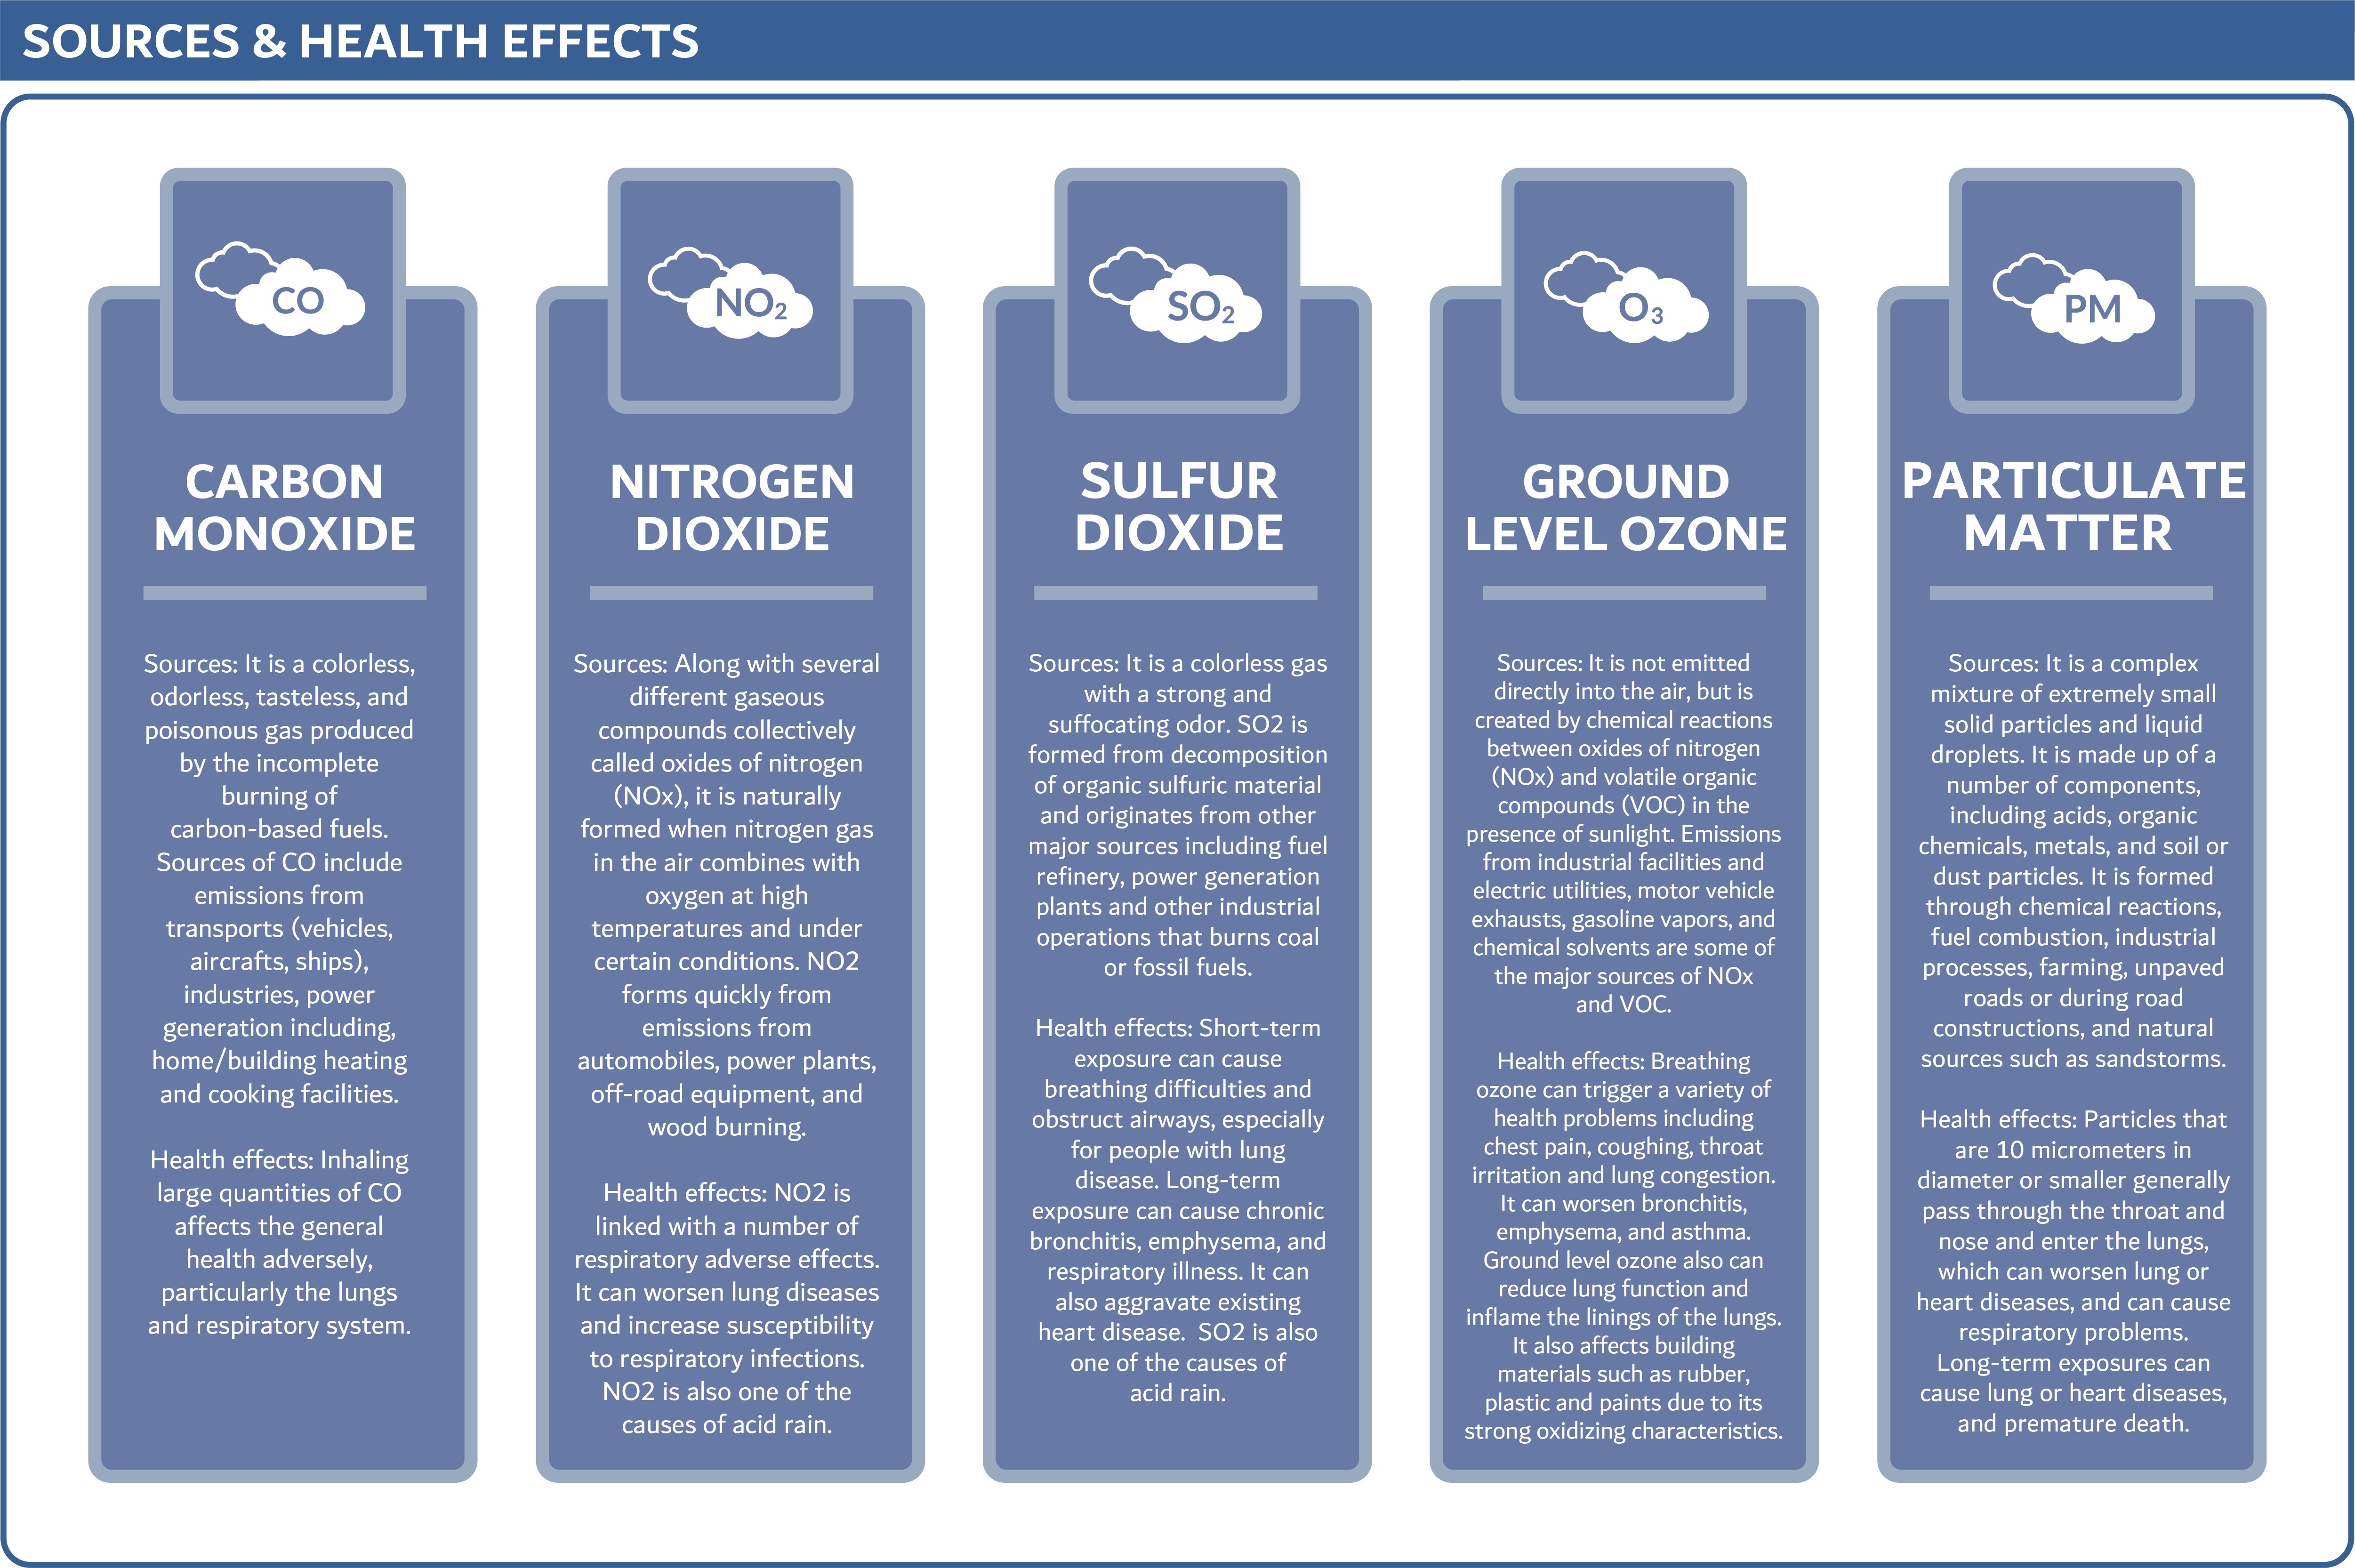 SOURCES & HEALTH EFFECTS
CO
CARBON
MONOXIDE
Sources: It is a colorless,
odorless, tasteless, and
poisonous gas produced
by the incomplete
burning of
carbon-based fuels.
Sources of CO include
emissions from
transports (vehicles,
aircrafts, ships),
industries, power
generation including,
home/building heating
and cooking facilities.
Health effects: Inhaling
large quantities of CO
affects the general
health adversely,
particularly the lungs
and respiratory system.
NO₂
NITROGEN
DIOXIDE
Sources: Along with several
different gaseous
compounds collectively
called oxides of nitrogen
(NOx), it is naturally
formed when nitrogen gas
in the air combines with
oxygen at high
temperatures and under
certain conditions. NO2
forms quickly from
emissions from
automobiles, power plants,
off-road equipment, and
wood burning.
Health effects: NO2 is
linked with a number of
respiratory adverse effects.
It can worsen lung diseases
and increase susceptibility
to respiratory infections.
NO2 is also one of the
causes of acid rain.
SO₂
SULFUR
DIOXIDE
Sources: It is a colorless gas
with a strong and
suffocating odor. SO2 is
formed from decomposition
of organic sulfuric material
and originates from other
major sources including fuel
refinery, power generation
plants and other industrial
operations that burns coal
or fossil fuels.
Health effects: Short-term
exposure can cause
breathing difficulties and
obstruct airways, especially
for people with lung
disease. Long-term
exposure can cause chronic
bronchitis, emphysema, and
respiratory illness. It can
also aggravate existing
heart disease.  SO2 is also
one of the causes of
acid rain.
O₃
GROUND
LEVEL OZONE
Sources: It is not emitted
directly into the air, but is
created by chemical reactions
between oxides of nitrogen
(NOx) and volatile organic
compounds (VOC) in the
presence of sunlight. Emissions
from industrial facilities and
electric utilities, motor vehicle
exhausts, gasoline vapors, and
chemical solvents are some of
the major sources of NOx
and VOC.
Health effects: Breathing
ozone can trigger a variety of
health problems including
chest pain, coughing, throat
irritation and lung congestion.
It can worsen bronchitis,
emphysema, and asthma.
Ground level ozone also can
reduce lung function and
inflame the linings of the lungs.
It also affects building
materials such as rubber,
plastic and paints due to its
strong oxidizing characteristics.
PM
PARTICULATE
MATTER
Sources: It is a complex
mixture of extremely small
solid particles and liquid
droplets. It is made up of a
number of components,
including acids, organic
chemicals, metals, and soil or
dust particles. It is formed
through chemical reactions,
fuel combustion, industrial
processes, farming, unpaved
roads or during road
constructions, and natural
sources such as sandstorms.
Health effects: Particles that
are 10 micrometers in
diameter or smaller generally
pass through the throat and
nose and enter the lungs,
which can worsen lung or
heart diseases, and can cause
respiratory problems.
Long-term exposures can
cause lung or heart diseases,
and premature death.